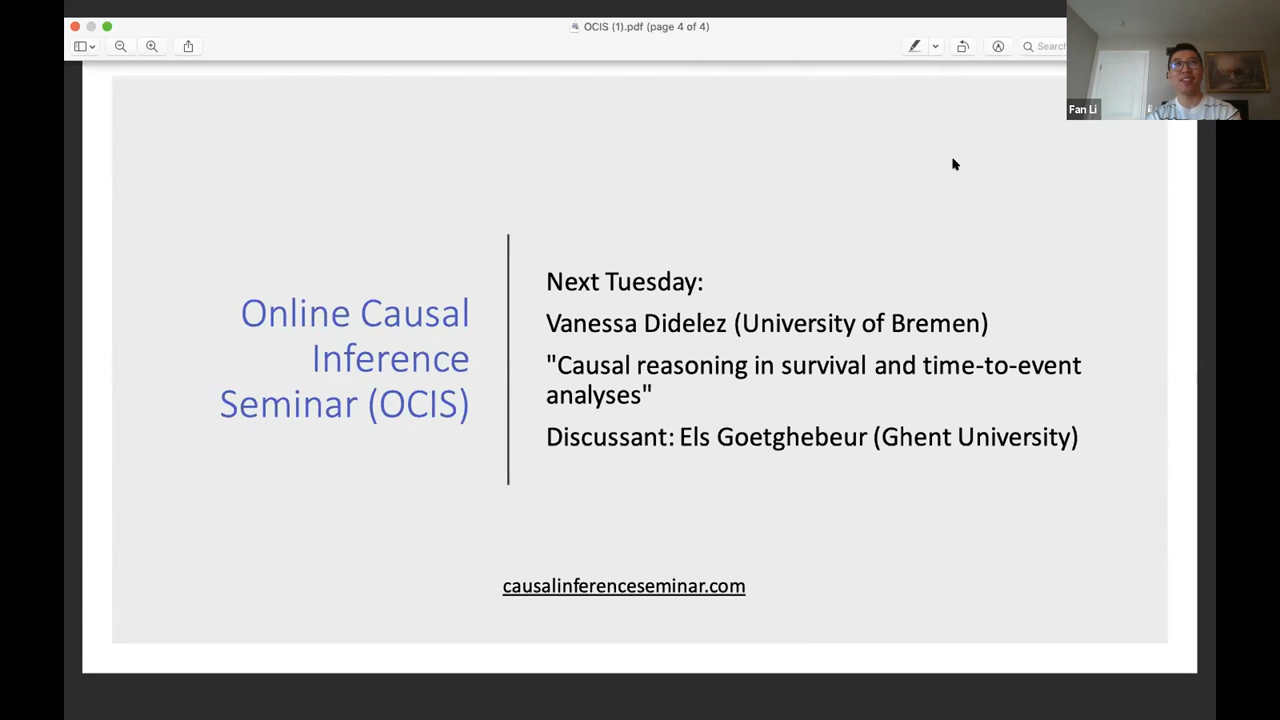 OCIS (1).pdf (page 4 of 4)
Search
Fan Li
Online Causal
Inference
Seminar (OCIS)
Next Tuesday:
Vanessa Didelez (University of Bremen)
"Causal reasoning in survival and time-to-event
analyses"
Discussant: Els Goetghebeur (Ghent University)
causalinferenceseminar.com